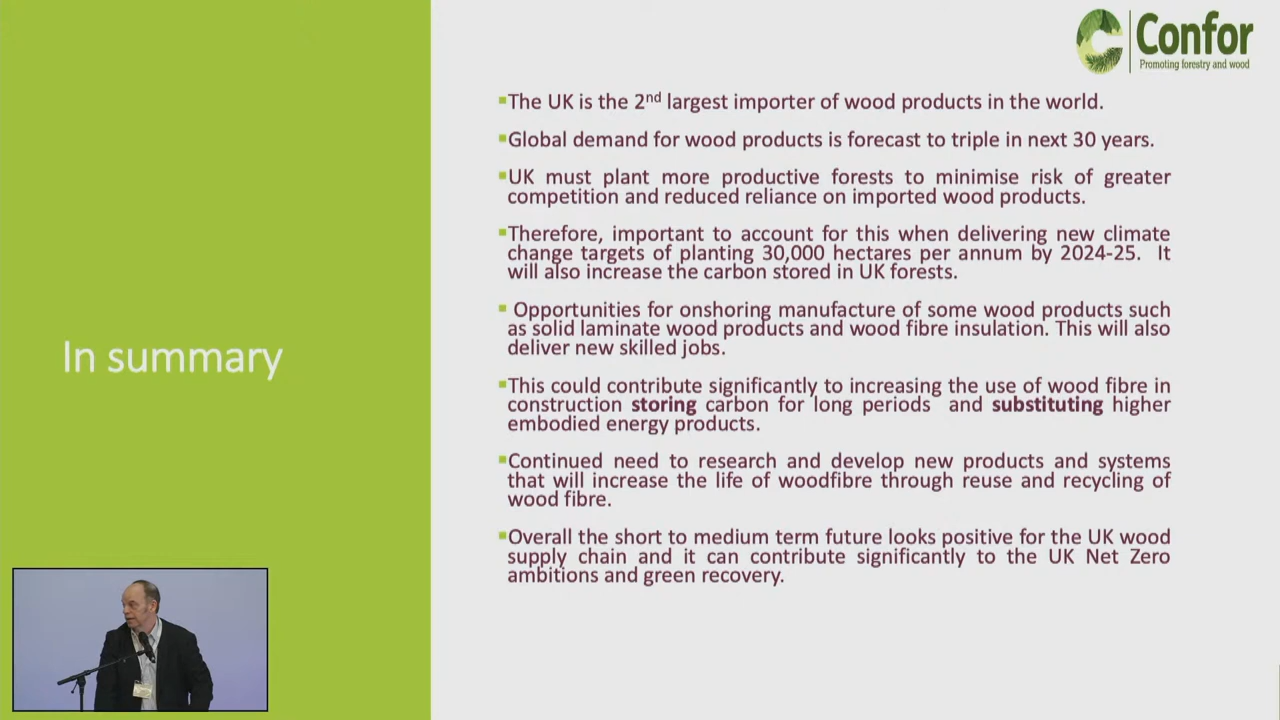 Confor
Promoting forestry and wood
▪The UK is the 2nd largest importer of wood products in the world.
▪Global demand for wood products is forecast to triple in next 30 years.
▪UK must plant more productive forests to minimise risk of greater
competition and reduced reliance on imported wood products.
▪Therefore, important to account for this when delivering new climate
change targets of planting 30,000 hectares per annum by 2024-25. It
will also increase the carbon stored in UK forests.
▪ Opportunities for onshoring manufacture of some wood products such
as solid laminate wood products and wood fibre insulation. This will also
deliver new skilled jobs.
▪This could contribute significantly to increasing the use of wood fibre in
construction storing carbon for long periods and substituting higher
embodied energy products.
▪Continued need to research and develop new products and systems
that will increase the life of woodfibre through reuse and recycling of
wood fibre.
▪Overall the short to medium term future looks positive for the UK wood
supply chain and it can contribute significantly to the UK Net Zero
ambitions and green recovery.
In summary